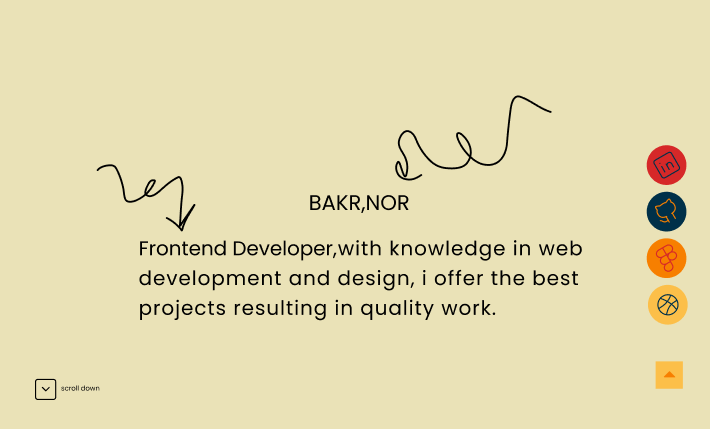 BAKR,NOR
Frontend Developer,with knowledge in web
development and design, i offer the best
projects resulting in quality work.
in
scroll down